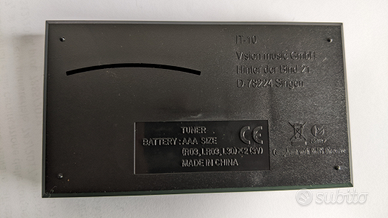 IT-10
Vision music GmbH
Hinter der Bind 21
D.78224 Singen
TUNER
BATTERY: AAA SIZE
MADE IN CHINA
CE
subito